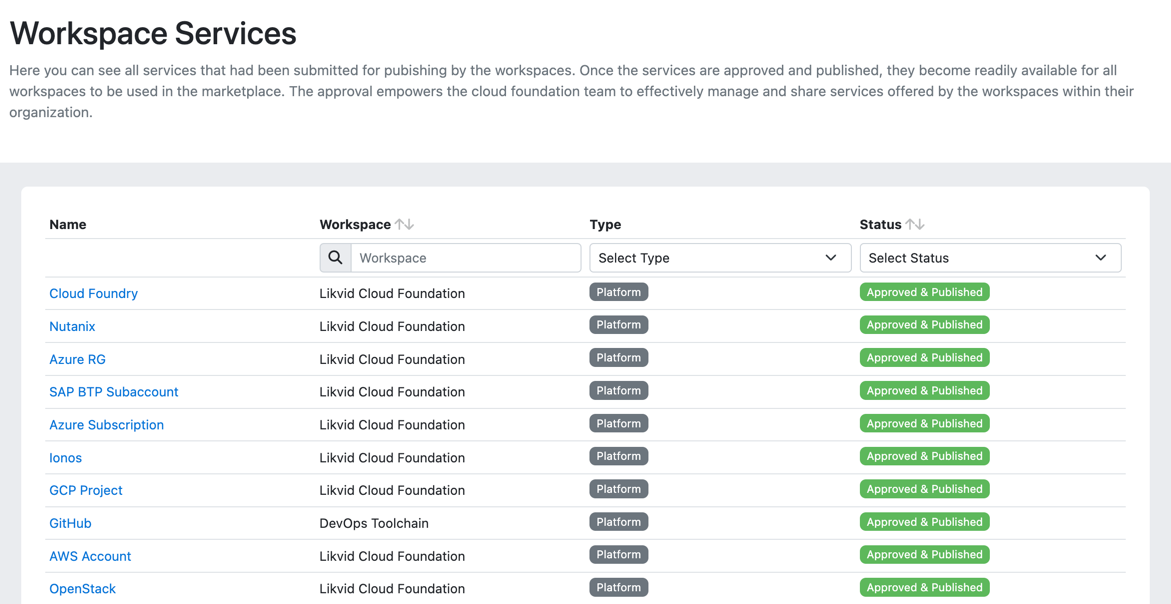 Workspace Services
Here you can see all services that had been submitted for pubishing by the workspaces. Once the services are approved and published, they become readily available for all
workspaces to be used in the marketplace. The approval empowers the cloud foundation team to effectively manage and share services offered by the workspaces within their
organization.
Name Workspace Type Status
Workspace Select Type Select Status
Cloud Foundry Likvid Cloud Foundation Platform Approved & Published
Nutanix Likvid Cloud Foundation Platform Approved & Published
Azure RG Likvid Cloud Foundation Platform Approved & Published
SAP BTP Subaccount Likvid Cloud Foundation Platform Approved & Published
Azure Subscription Likvid Cloud Foundation Platform Approved & Published
Ionos Likvid Cloud Foundation Platform Approved & Published
GCP Project Likvid Cloud Foundation Platform Approved & Published
GitHub DevOps Toolchain Platform Approved & Published
AWS Account Likvid Cloud Foundation Platform Approved & Published
OpenStack Likvid Cloud Foundation Platform Approved & Published